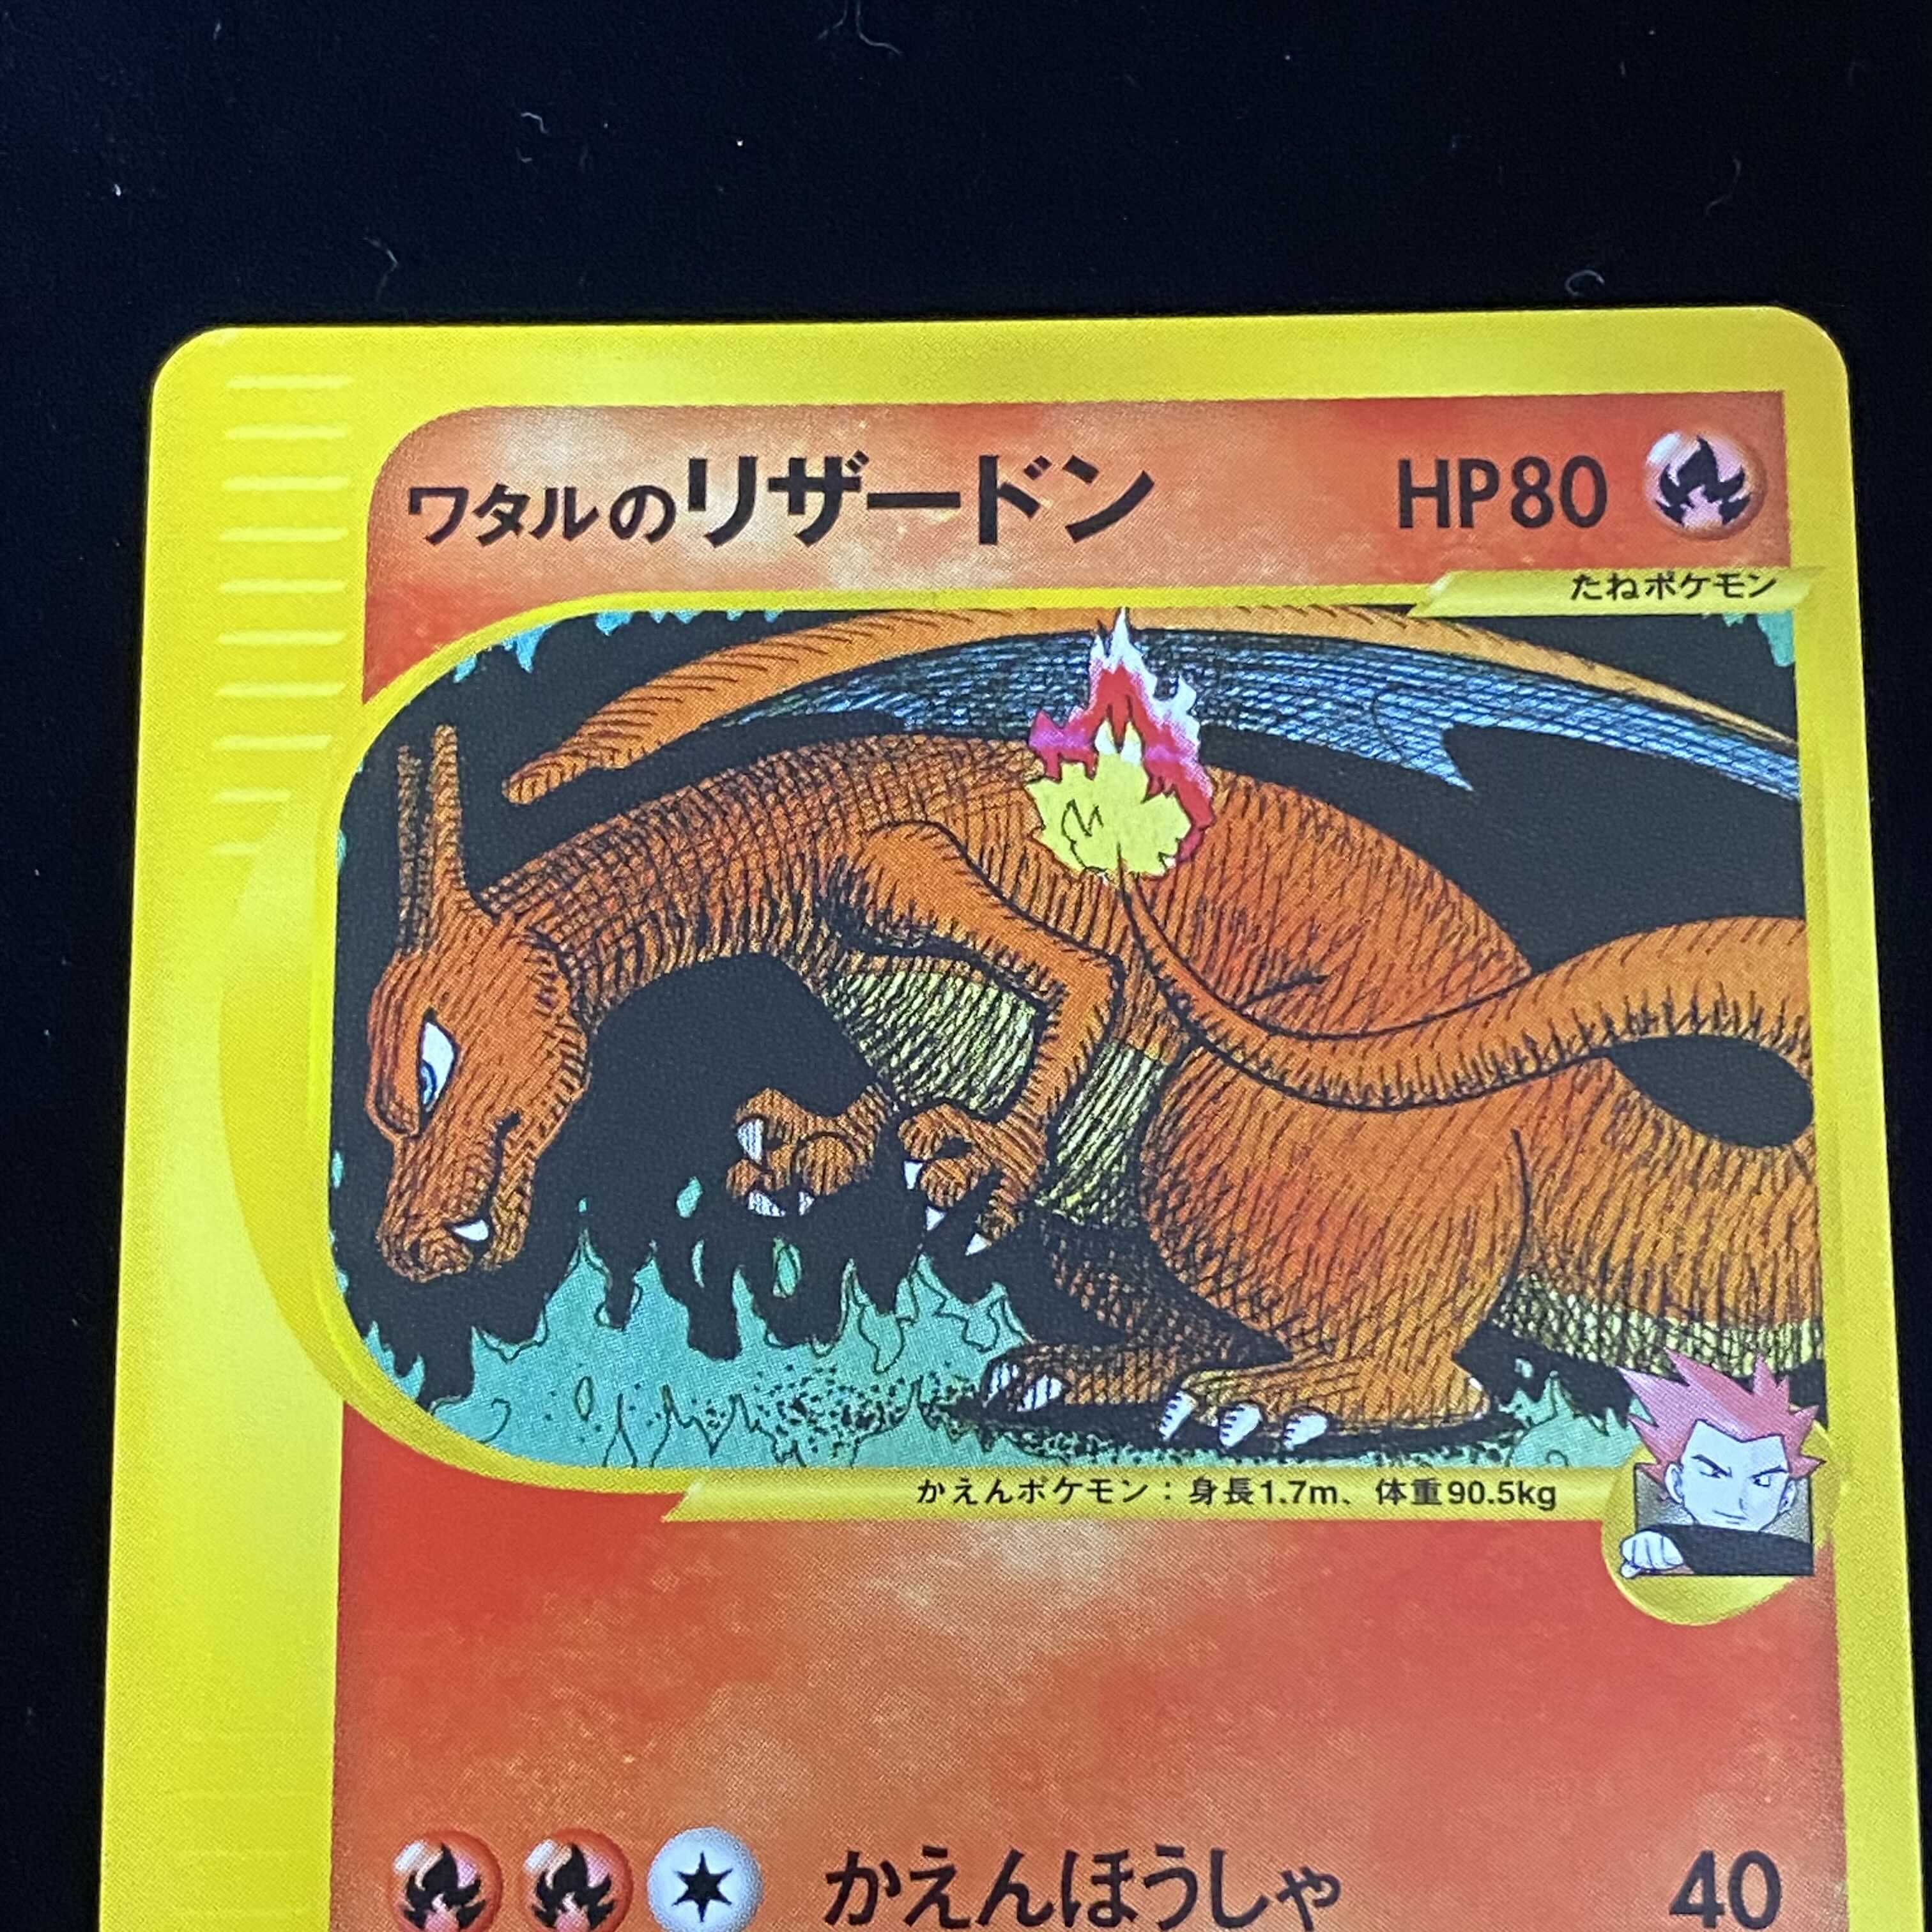 ワタルのリザードン HP80
たねポケモン
かえんポケモン：身長1.7m、体重90.5kg
かえんほうしゃ 40